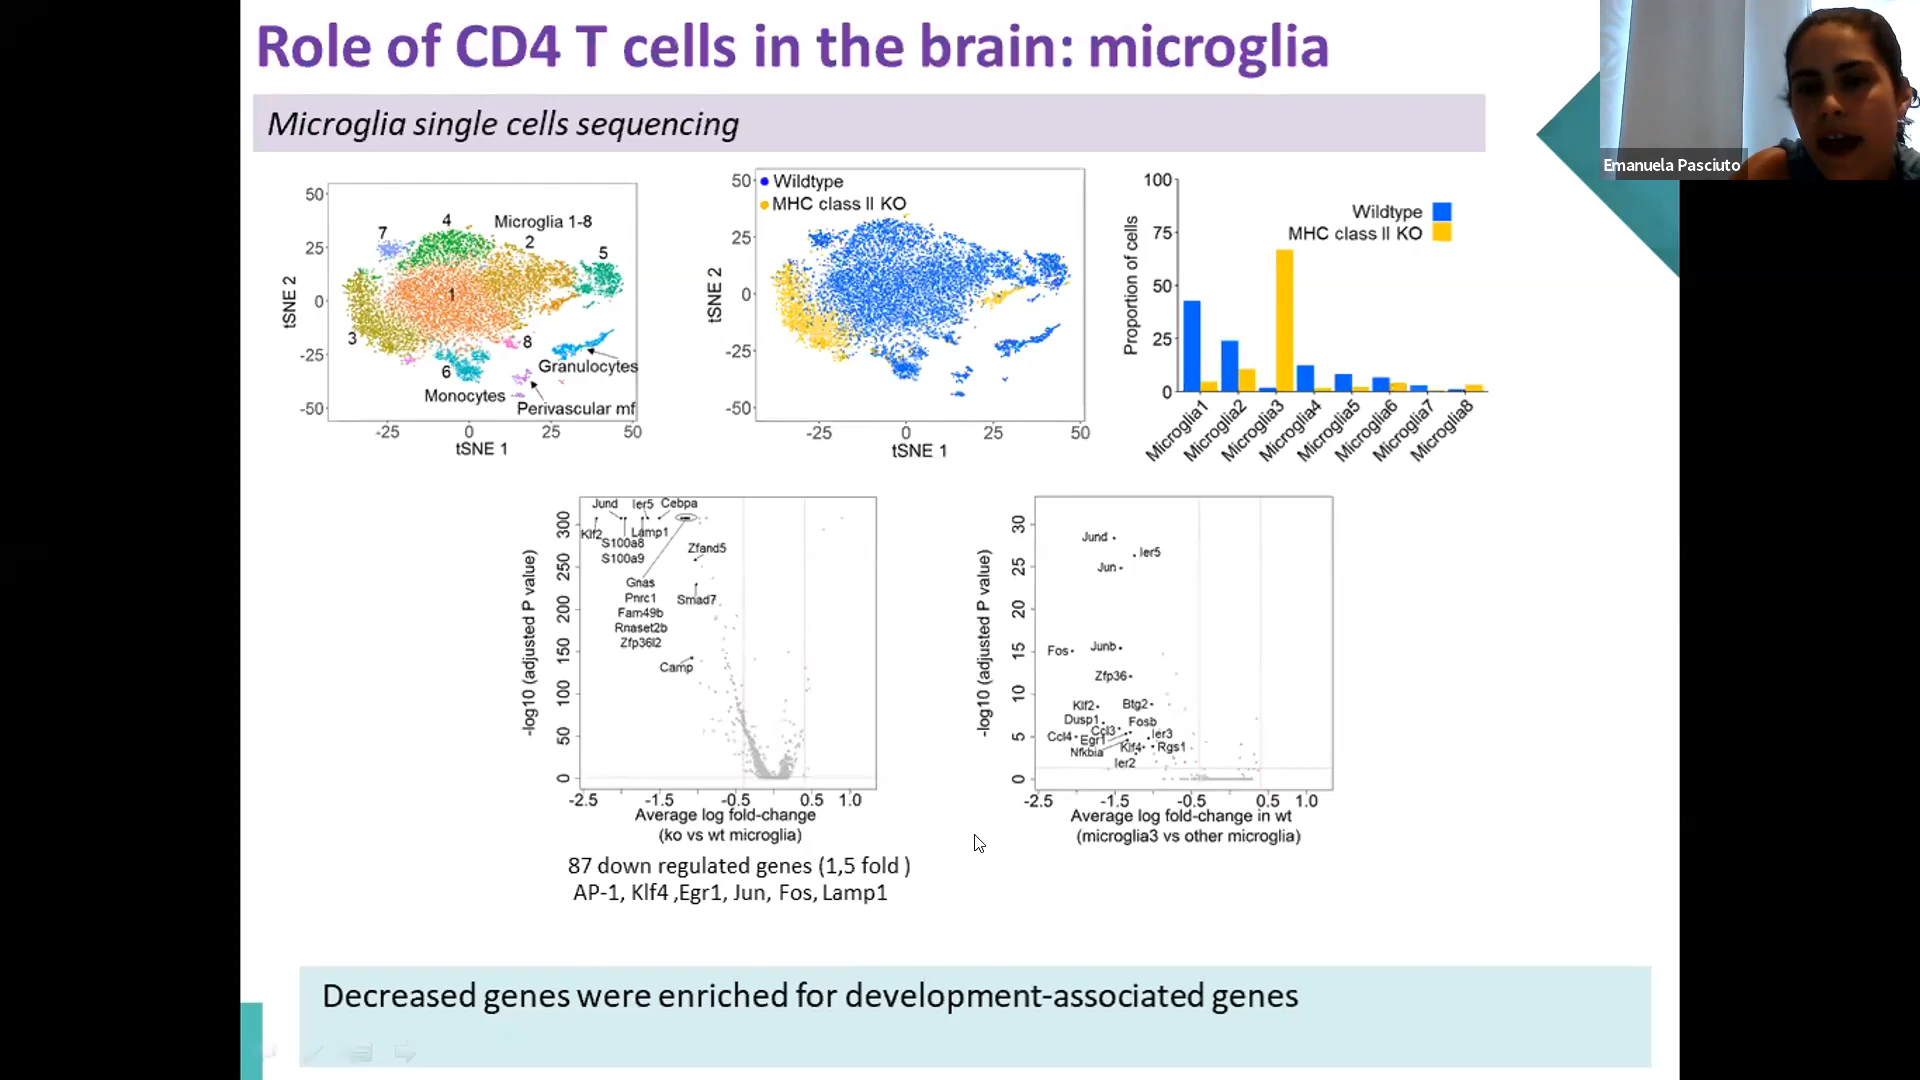 Role of CD4 T cells in the brain: microglia
Emanuela Pasciuto
Microglia single cells sequencing
50
25
0
-25
-50
tSNE 2
7
4
Microglia 1-8
2
5
1
3
8
6
Granulocytes
Monocytes
Perivascular mf
-25
0
25
50
tSNE 1
50
25
0
-25
-50
tSNE 2
Wildtype
MHC class II KO
-25
0
25
50
tSNE 1
100
75
50
25
0
Proportion of cells
Wildtype
MHC class II KO
Microglia1
Microglia2
Microglia3
Microglia4
Microglia5
Microglia6
Microglia7
Microglia8
-log10 (adjusted P value)
300
250
200
150
100
50
0
Jund
Ier5
Cebpa
Klf2
Lamp1
S100a8
S100a9
Zfand5
Gnas
Pnrc1
Smad7
Fam49b
Rnaset2b
Zfp36l2
Camp
-2.5
-1.5
-0.5
0.5
1.0
Average log fold-change
(ko vs wt microglia)
87 down regulated genes (1,5 fold )
AP-1, Klf4 ,Egr1, Jun, Fos, Lamp1
-log10 (adjusted P value)
30
25
20
15
10
5
0
Jund
Ier5
Jun
Fos
Junb
Zfp36
Klf2
Btg2
Dusp1
Fosb
Ccl3
Ccl4
Egr1
Ier3
Nfkbia
Klf4
Rgs1
Ier2
-2.5
-1.5
-0.5
0.5
1.0
Average log fold-change in wt
(microglia3 vs other microglia)
Decreased genes were enriched for development-associated genes